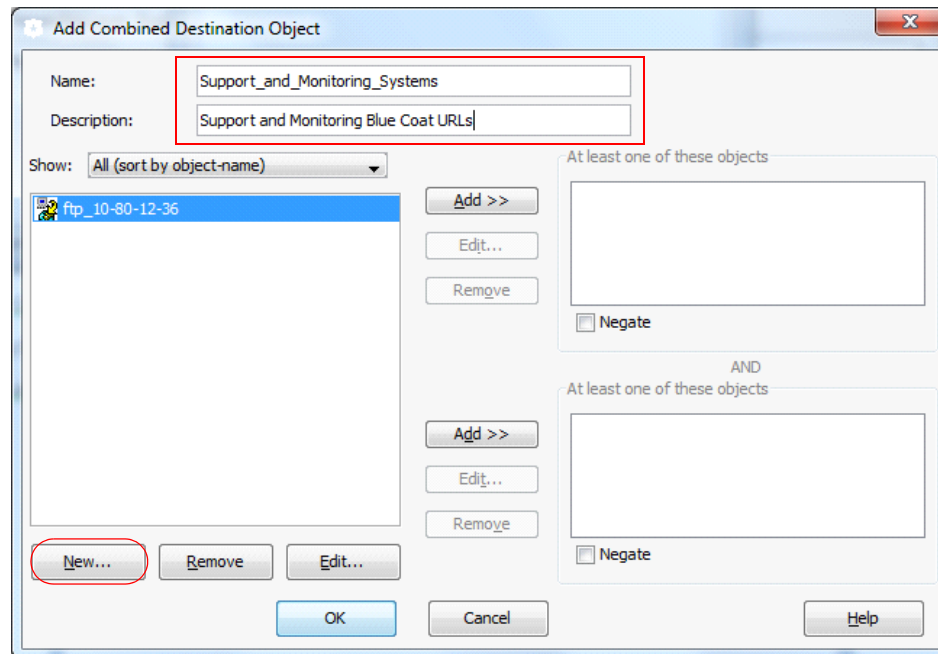 Add Combined Destination Object
Name: Support_and_Monitoring_Systems
Description: Support and Monitoring Blue Coat URLs
Show: All (sort by object-name)
ftp_10-80-12-36
Add >>
Edit...
Remove
At least one of these objects
Negate
AND
At least one of these objects
Add >>
Edit...
Remove
Negate
New... Remove Edit...
OK Cancel Help